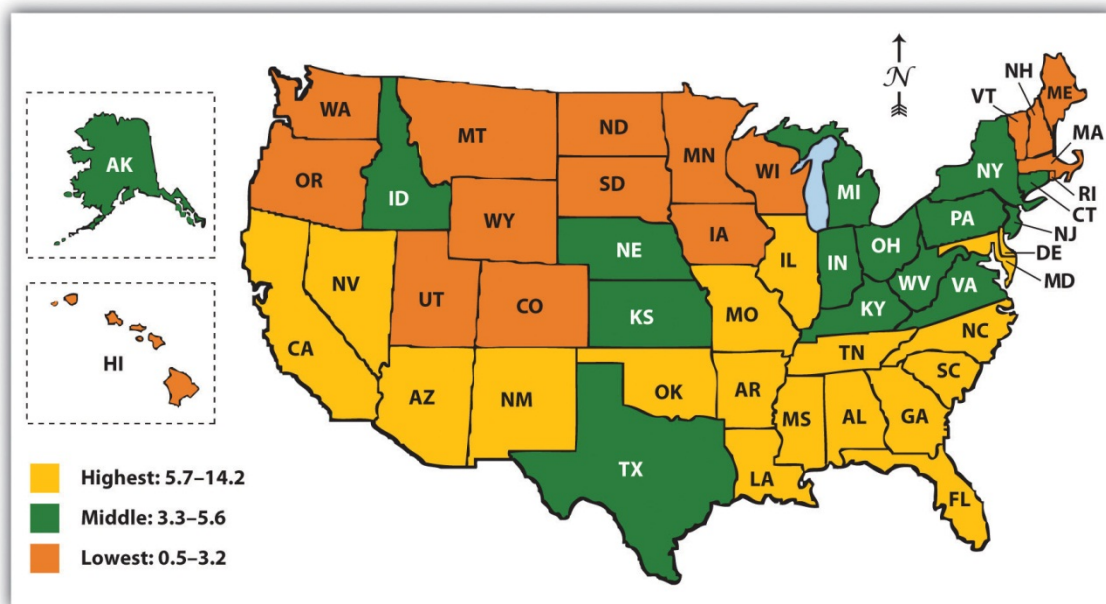 N
NH
ME
VT
WA
MT
ND
MN
MA
AK
OR
ID
SD
WI
MI
NY
RI
CT
WY
PA
NJ
NE
IA
OH
DE
NV
IL
IN
WV
VA
MD
UT
CO
KS
MO
KY
HI
CA
NC
TN
AZ
NM
OK
AR
SC
MS
AL
GA
TX
LA
FL
Highest: 5.7–14.2
Middle: 3.3–5.6
Lowest: 0.5–3.2